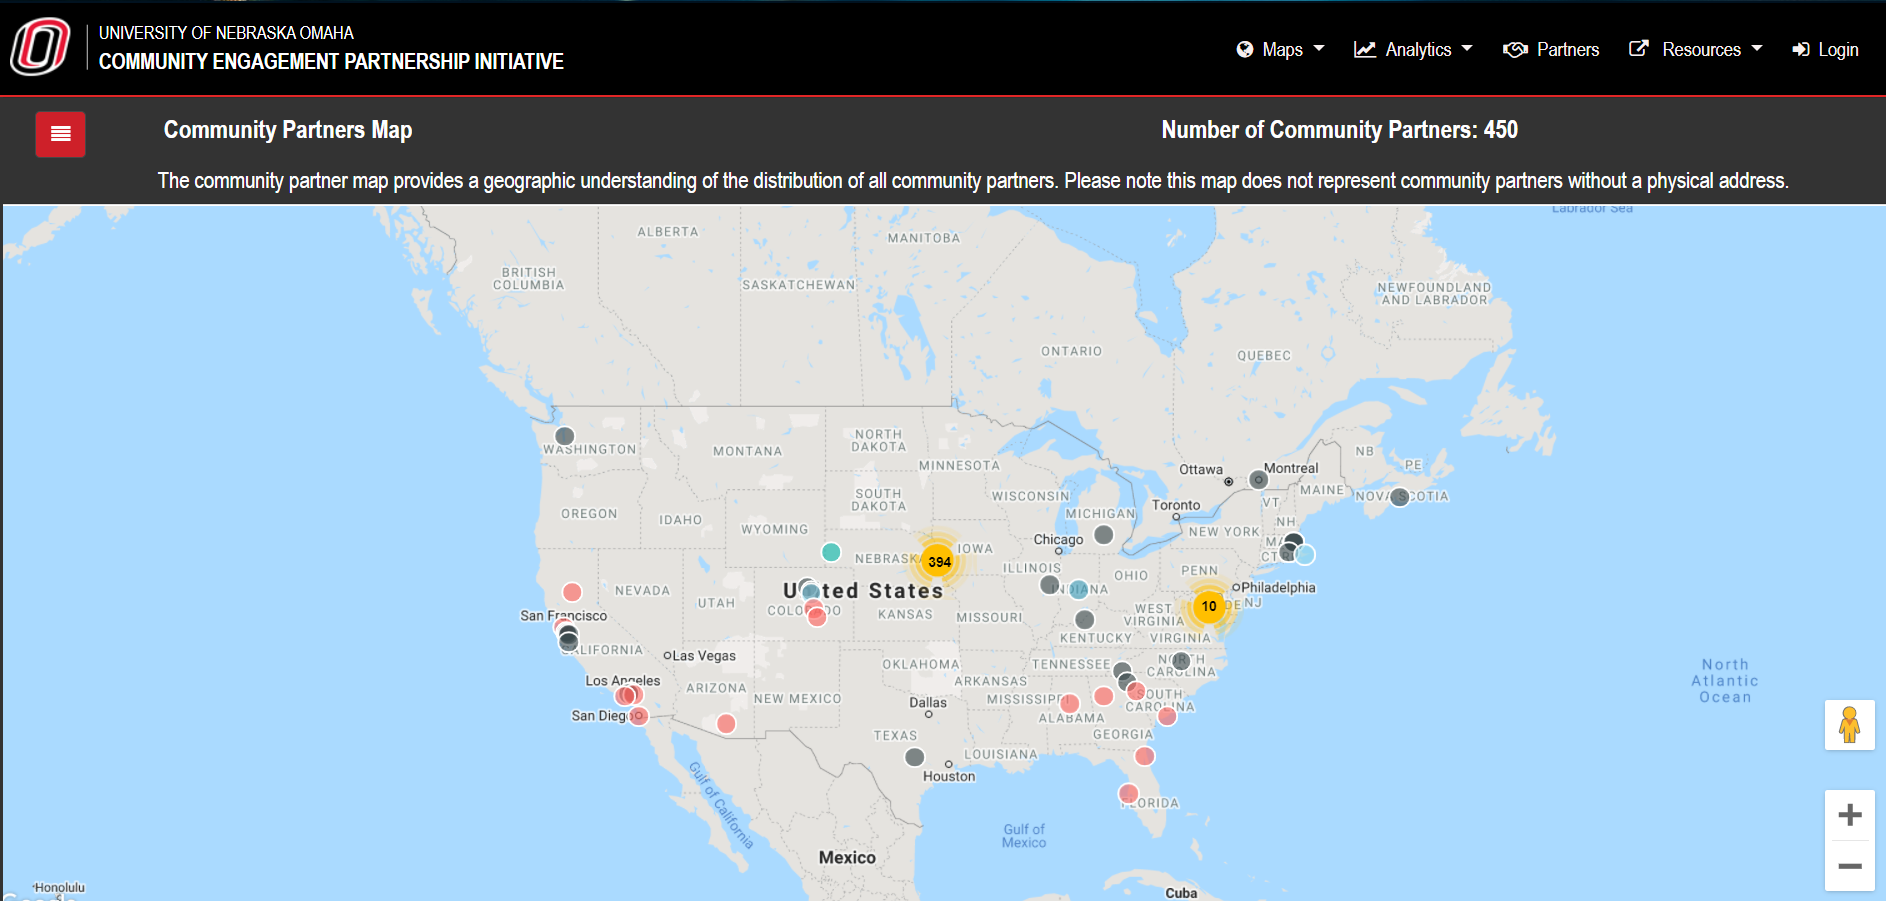 UNIVERSITY OF NEBRASKA OMAHA
COMMUNITY ENGAGEMENT PARTNERSHIP INITIATIVE
Maps
Analytics
Partners
Resources
Login
Community Partners Map
Number of Community Partners: 450
The community partner map provides a geographic understanding of the distribution of all community partners. Please note this map does not represent community partners without a physical address.
Labrador Sea
ALBERTA
MANITOBA
BRITISH
COLUMBIA
SASKATCHEWAN
NEWFOUNDLAND
AND LABRADOR
ONTARIO
QUEBEC
WASHINGTON
MONTANA
NORTH
DAKOTA
MINNESOTA
Ottawa
Montreal
NB
PE
MAINE
NOVA SCOTIA
SOUTH
DAKOTA
WISCONSIN
MICHIGAN
Toronto
VT
NH
OREGON
IDAHO
WYOMING
NEW YORK
Chicago
MA
CT
RI
NEBRASKA
394
IOWA
ILLINOIS
INDIANA
OHIO
PENN
Philadelphia
NEVADA
UTAH
United States
COLORADO
KANSAS
MISSOURI
WEST
VIRGINIA
10
DE
NJ
San Francisco
CALIFORNIA
Las Vegas
KENTUCKY
VIRGINIA
OKLAHOMA
TENNESSEE
NORTH
CAROLINA
Los Angeles
ARIZONA
NEW MEXICO
ARKANSAS
MISSISSIPPI
SOUTH
CAROLINA
San Diego
Dallas
ALABAMA
GEORGIA
TEXAS
LOUISIANA
Houston
FLORIDA
North
Atlantic
Ocean
Gulf of California
Gulf of
Mexico
Mexico
Honolulu
Cuba
Google